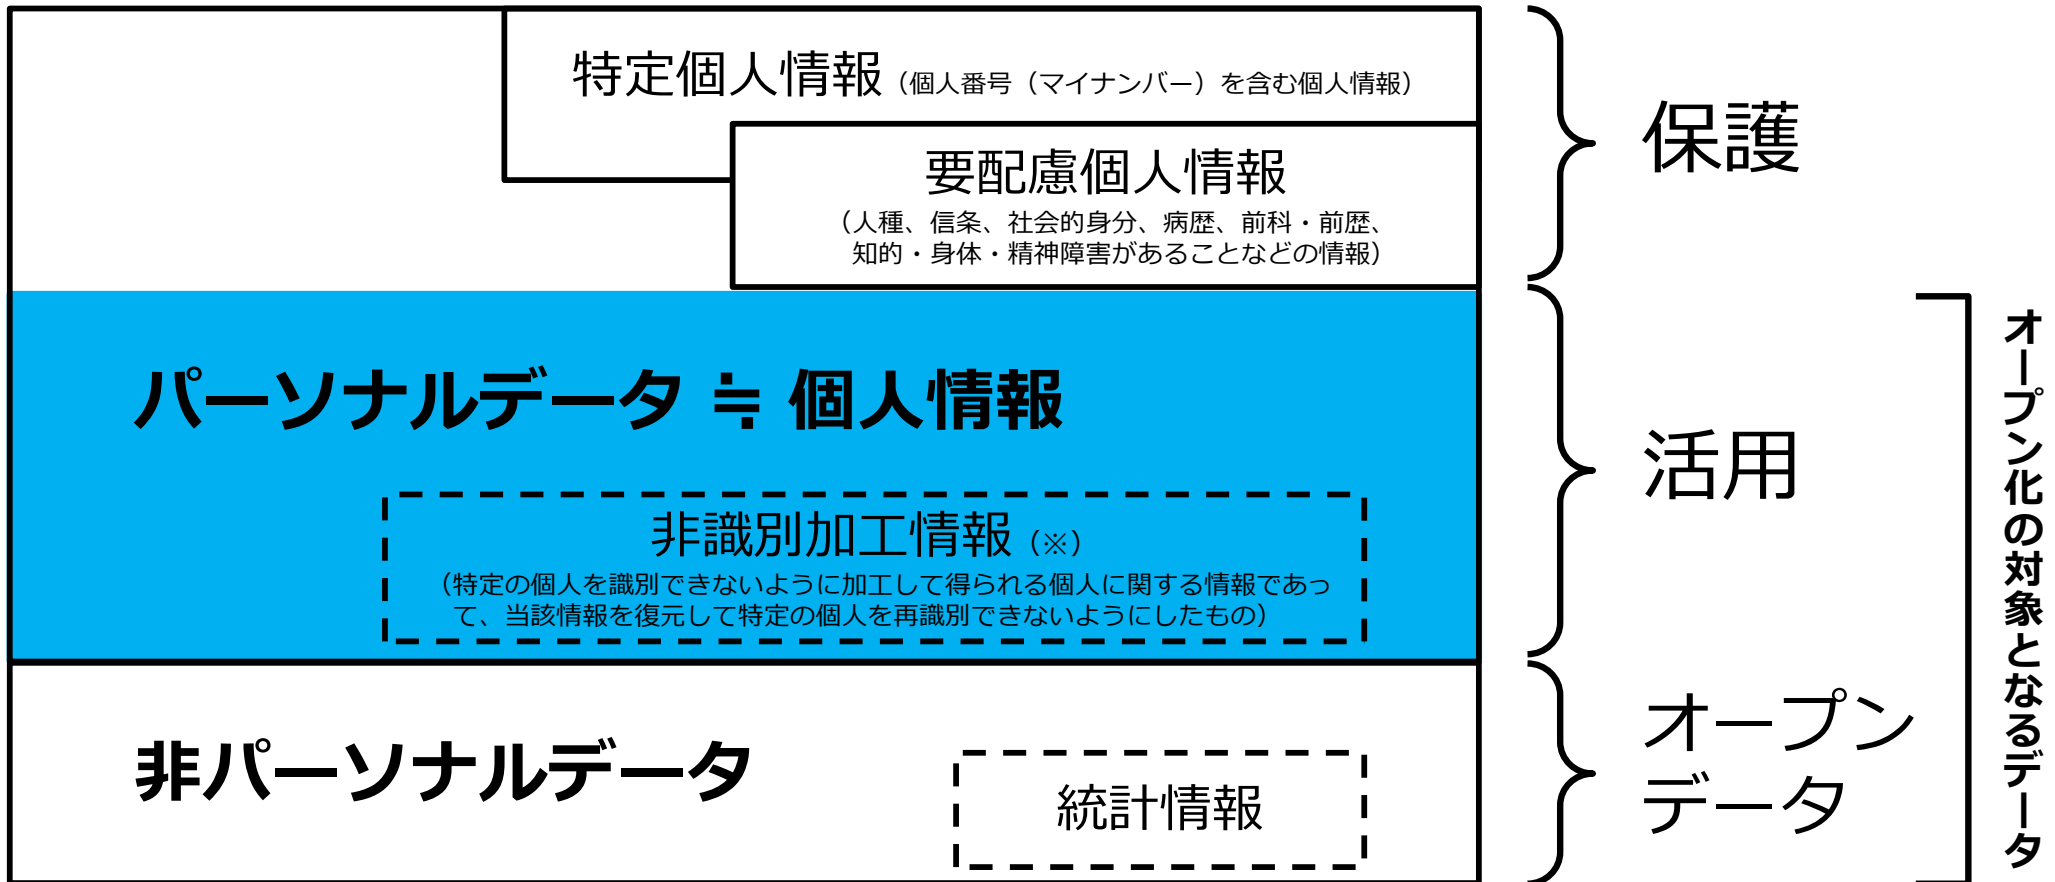 特定個人情報（個人番号（マイナンバー）を含む個人情報）
要配慮個人情報
（人種、信条、社会的身分、病歴、前科・前歴、
知的・身体・精神障害があることなどの情報）
保護
パーソナルデータ ≒ 個人情報
非識別加工情報（※）
（特定の個人を識別できないように加工して得られる個人に関する情報であっ
て、当該情報を復元して特定の個人を再識別できないようにしたもの）
活用
非パーソナルデータ
統計情報
オープン
データ
オープン化の対象となるデータ